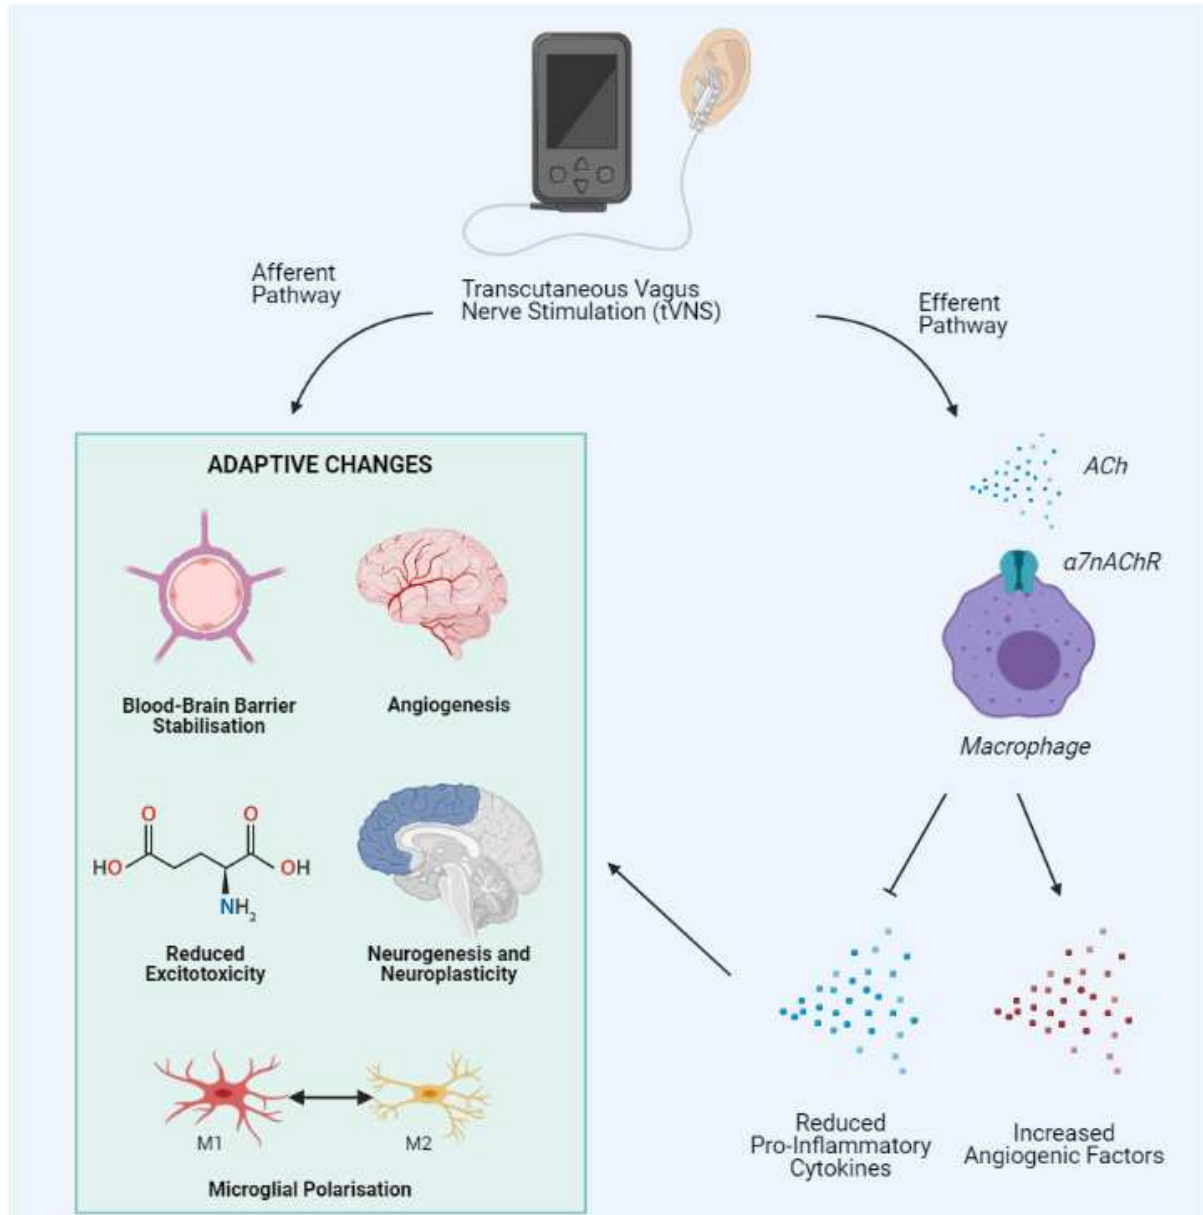 Afferent
Pathway
Transcutaneous Vagus
Nerve Stimulation (tVNS)
Efferent
Pathway
ADAPTIVE CHANGES
ACh
α7nAChR
Blood-Brain Barrier
Stabilisation
Angiogenesis
Macrophage
O
O
HO
OH
NH₂
Reduced
Excitotoxicity
Neurogenesis and
Neuroplasticity
M1
M2
Microglial Polarisation
Reduced
Pro-Inflammatory
Cytokines
Increased
Angiogenic Factors